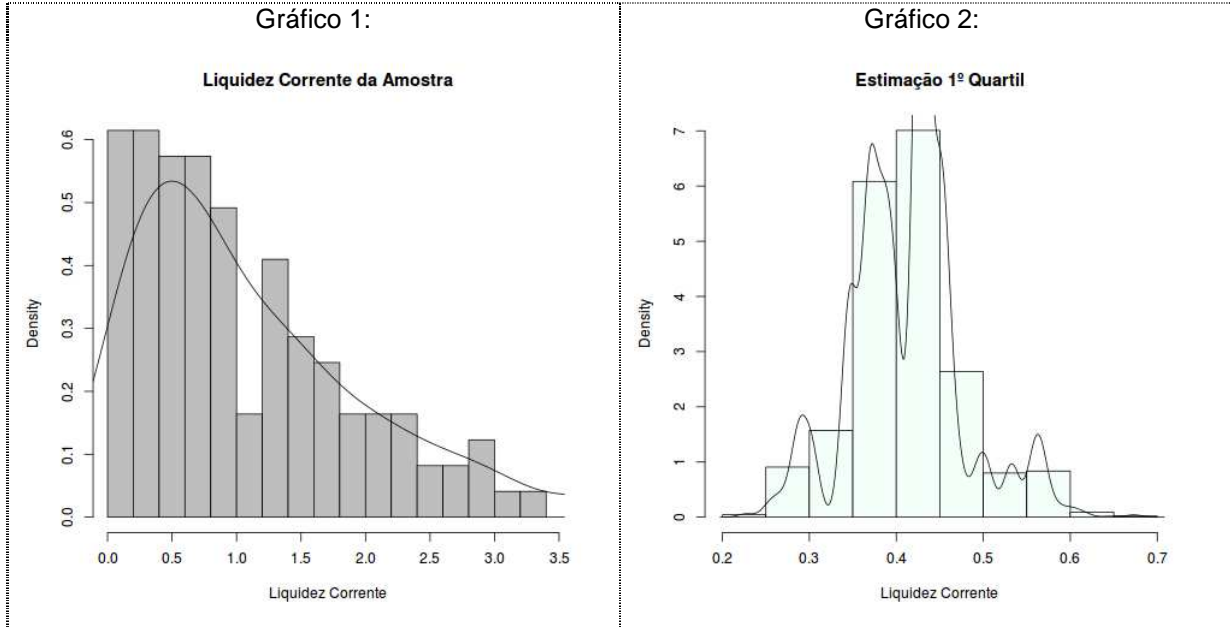 Gráfico 1:
Liquidez Corrente da Amostra
Density
0.6
0.5
0.4
0.3
0.2
0.1
0.0
0.0 0.5 1.0 1.5 2.0 2.5 3.0 3.5
Liquidez Corrente
Gráfico 2:
Estimação 1º Quartil
Density
7
6
5
4
3
2
1
0
0.2 0.3 0.4 0.5 0.6 0.7
Liquidez Corrente